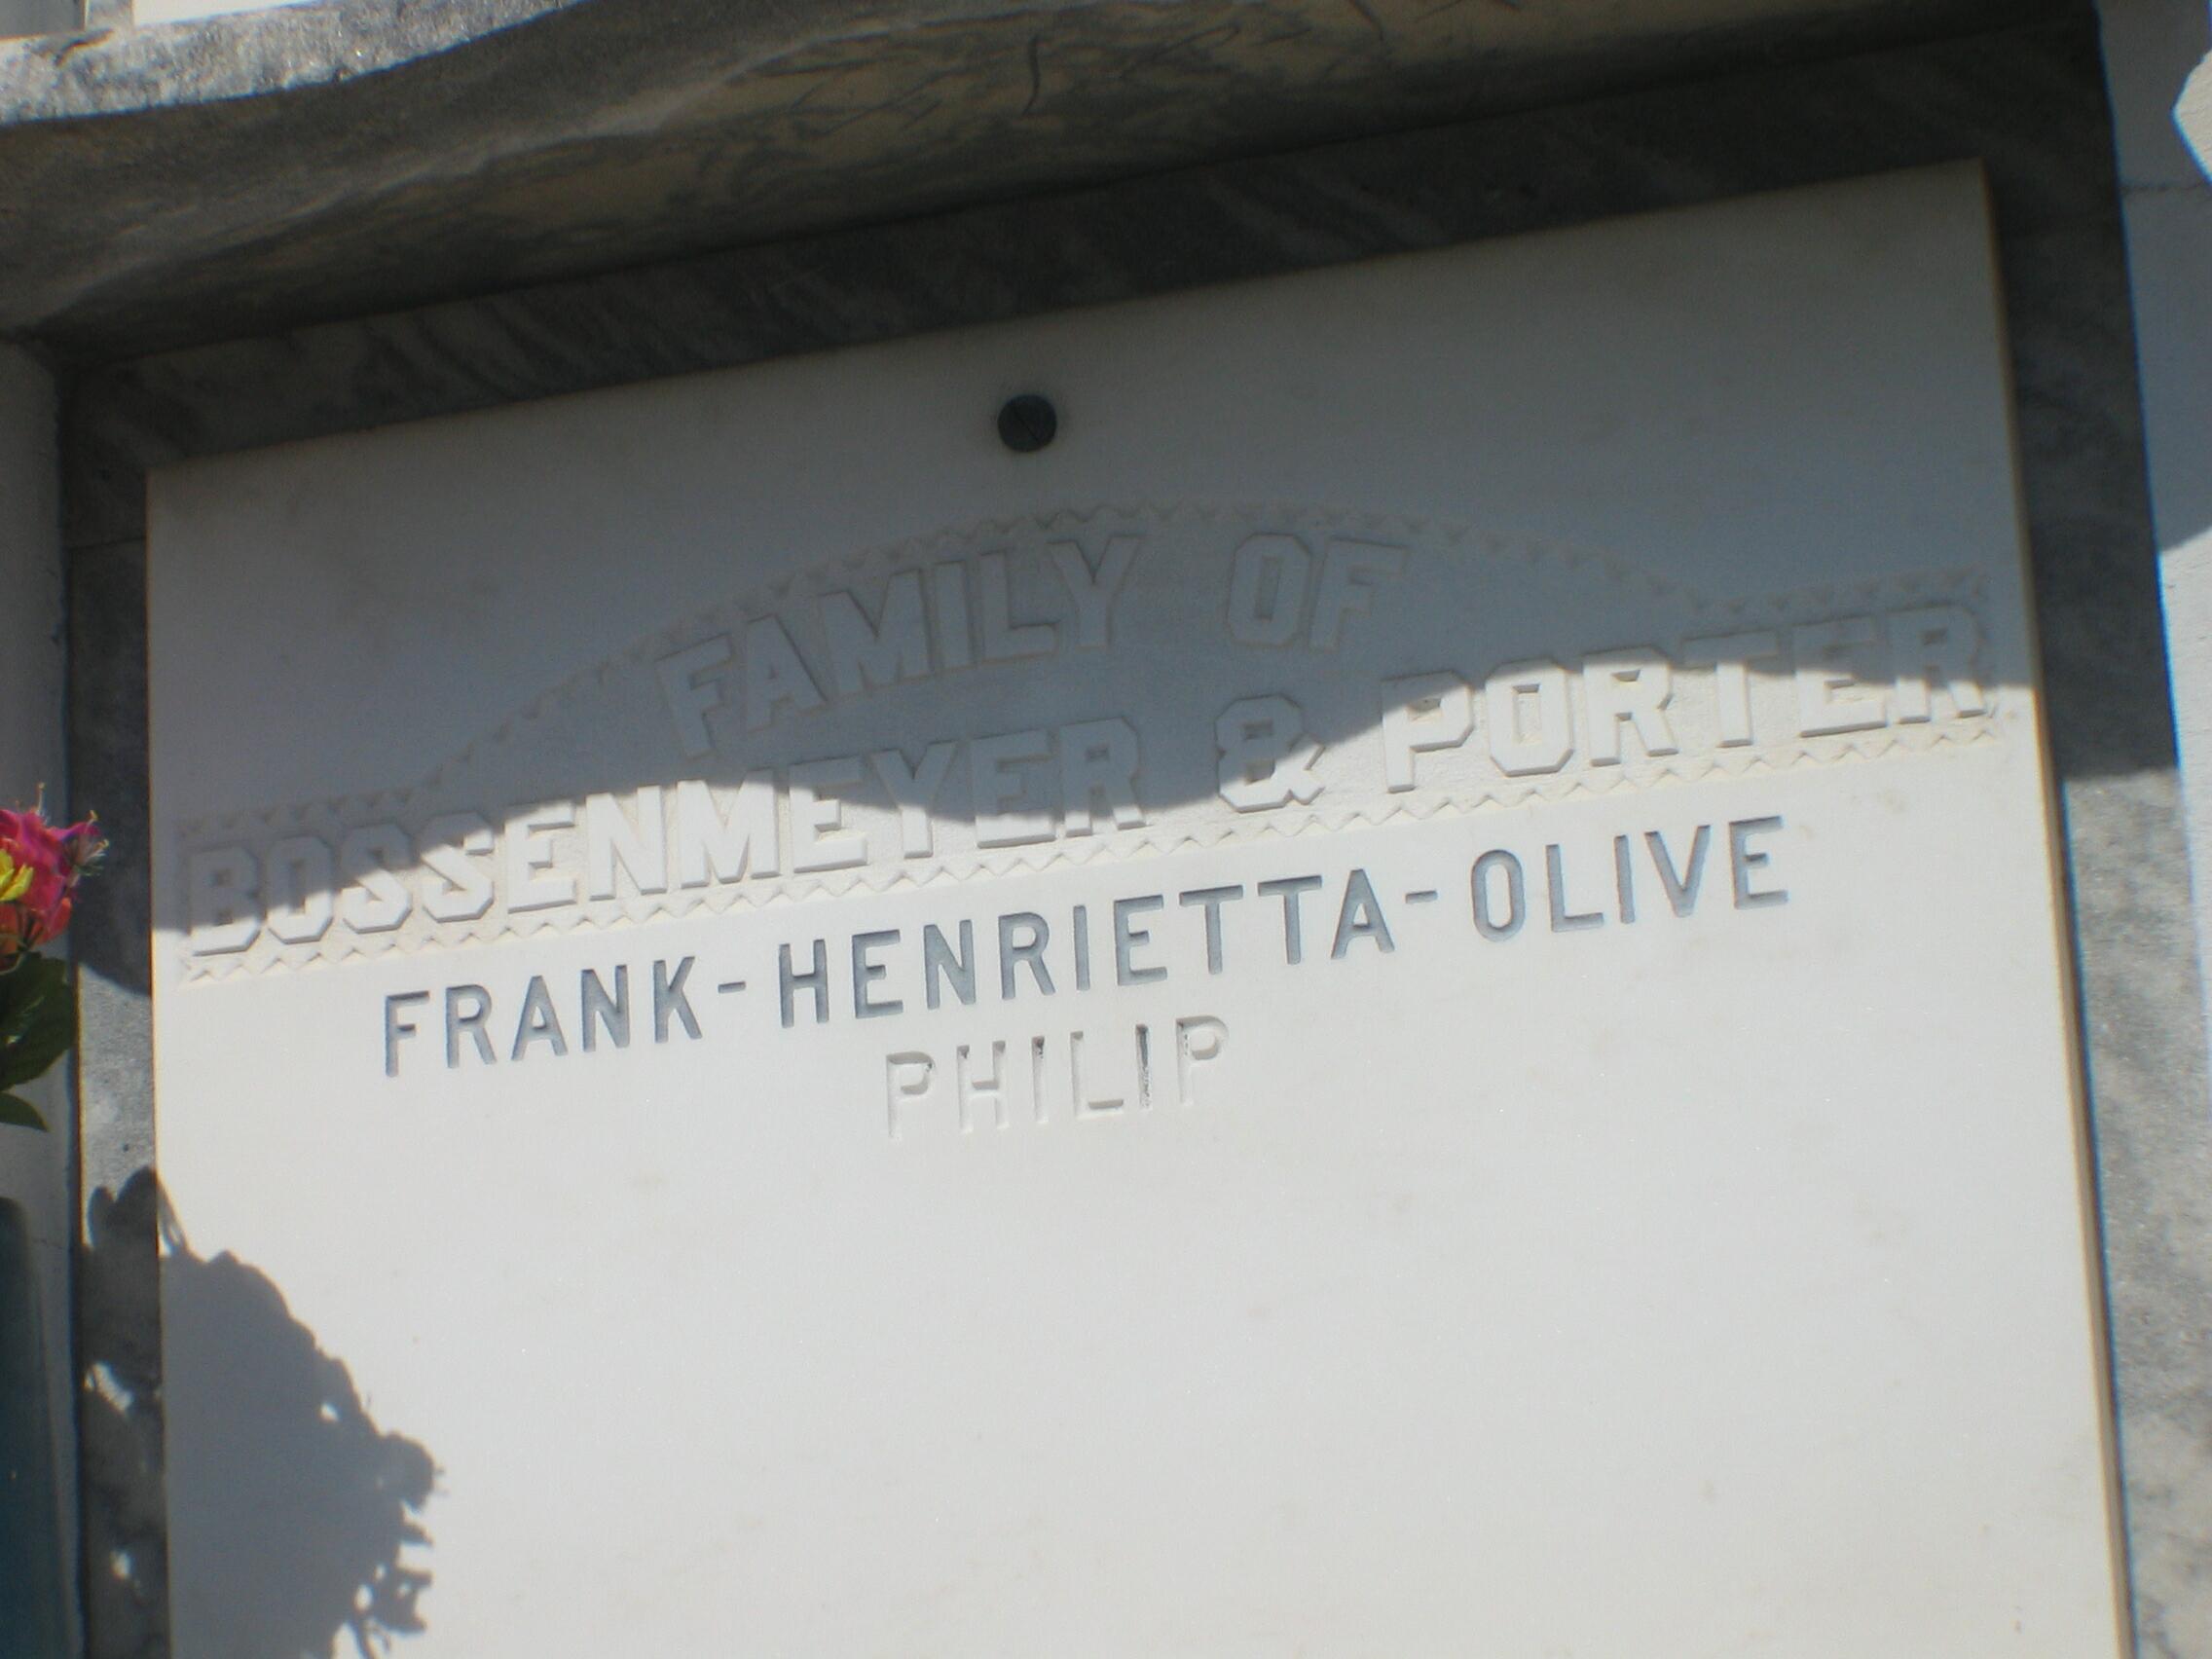 FAMILY OF
BOSSENMEYER & PORTER
FRANK-HENRIETTA-OLIVE
PHILIP